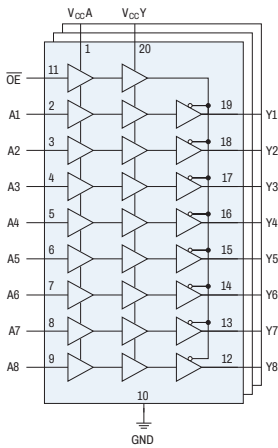 VCCA VCCY
1 20
OE 11
A1 2 19 Y1
A2 3 18 Y2
A3 4 17 Y3
A4 5 16 Y4
A5 6 15 Y5
A6 7 14 Y6
A7 8 13 Y7
A8 9 12 Y8
10
GND